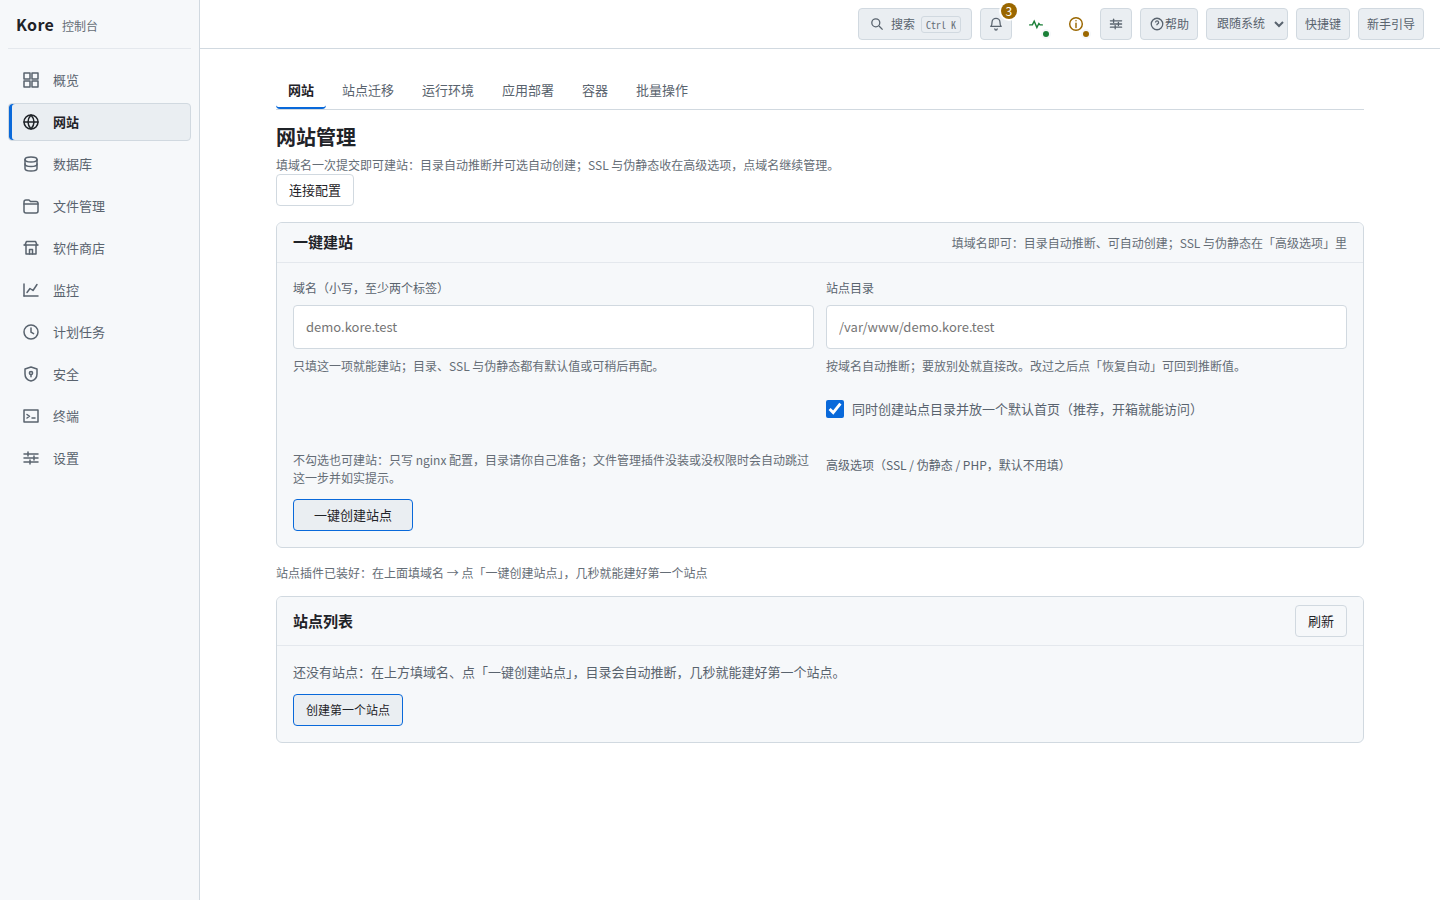 Kore 控制台
搜索 Ctrl K
3
帮助
跟随系统
快捷键
新手引导
概览
网站
数据库
文件管理
软件商店
监控
计划任务
安全
终端
设置
网站 站点迁移 运行环境 应用部署 容器 批量操作
网站管理
填域名一次提交即可建站：目录自动推断并可选自动创建；SSL 与伪静态收在高级选项，点域名继续管理。
连接配置
一键建站
填域名即可：目录自动推断、可自动创建；SSL 与伪静态在「高级选项」里
域名（小写，至少两个标签）
demo.kore.test
只填这一项就能建站；目录、SSL 与伪静态都有默认值或可稍后再配。
站点目录
/var/www/demo.kore.test
按域名自动推断；要放别处就直接改。改过之后点「恢复自动」可回到推断值。
同时创建站点目录并放一个默认首页（推荐，开箱就能访问）
不勾选也可建站：只写 nginx 配置，目录请你自己准备；文件管理插件没装或没权限时会自动跳过
这一步并如实提示。
高级选项（SSL / 伪静态 / PHP，默认不用填）
一键创建站点
站点插件已装好：在上面填域名 → 点「一键创建站点」，几秒就能建好第一个站点
站点列表
刷新
还没有站点：在上方填域名、点「一键创建站点」，目录会自动推断，几秒就能建好第一个站点。
创建第一个站点